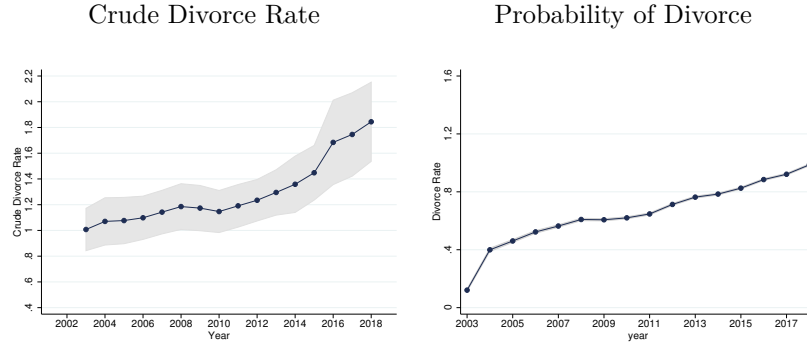 Crude Divorce Rate
Crude Divorce Rate
2.2
2
1.8
1.6
1.4
1.2
1
.8
.6
.4
2002 2004 2006 2008 2010 2012 2014 2016 2018
Year
Probability of Divorce
Divorce Rate
1.6
1.2
.8
.4
0
2003 2005 2007 2009 2011 2013 2015 2017
year